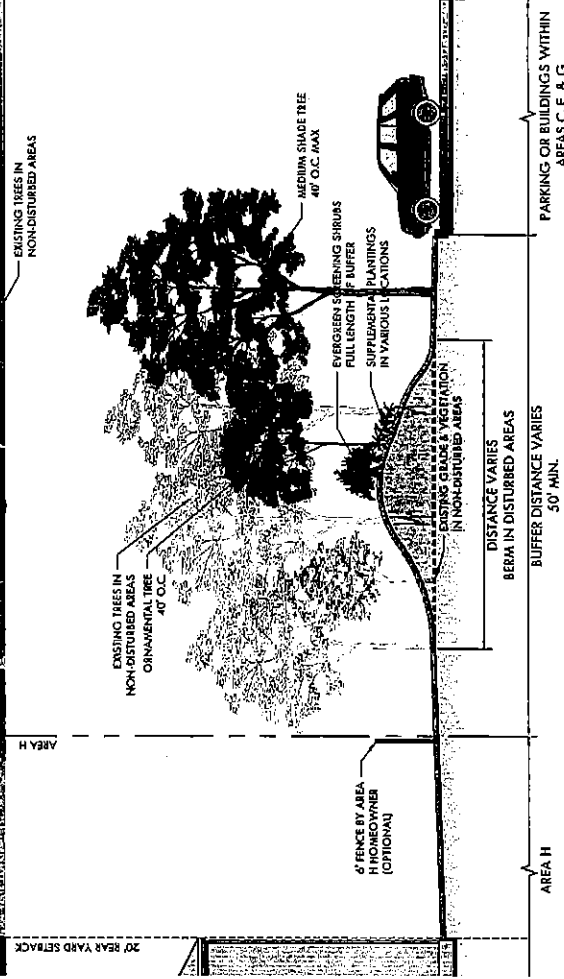 EXISTING TREES IN
NON-DISTURBED AREAS
MEDIUM SHADE TREE
40' O.C. MAX
EXISTING TREES IN
NON-DISTURBED AREAS
ORNAMENTAL TREE
40' O.C.
EVERGREEN SCREENING SHRUBS
FULL LENGTH OF BUFFER
SUPPLEMENTAL PLANTINGS
IN VARIOUS LOCATIONS
AREA H
20' REAR YARD SETBACK
6' FENCE BY AREA
H HOMEOWNER
(OPTIONAL)
EXISTING GRADE & VEGETATION
IN NON-DISTURBED AREAS
DISTANCE VARIES
BERM IN DISTURBED AREAS
BUFFER DISTANCE VARIES
50' MIN.
AREA H
PARKING OR BUILDINGS WITHIN
AREAS C, F, & G